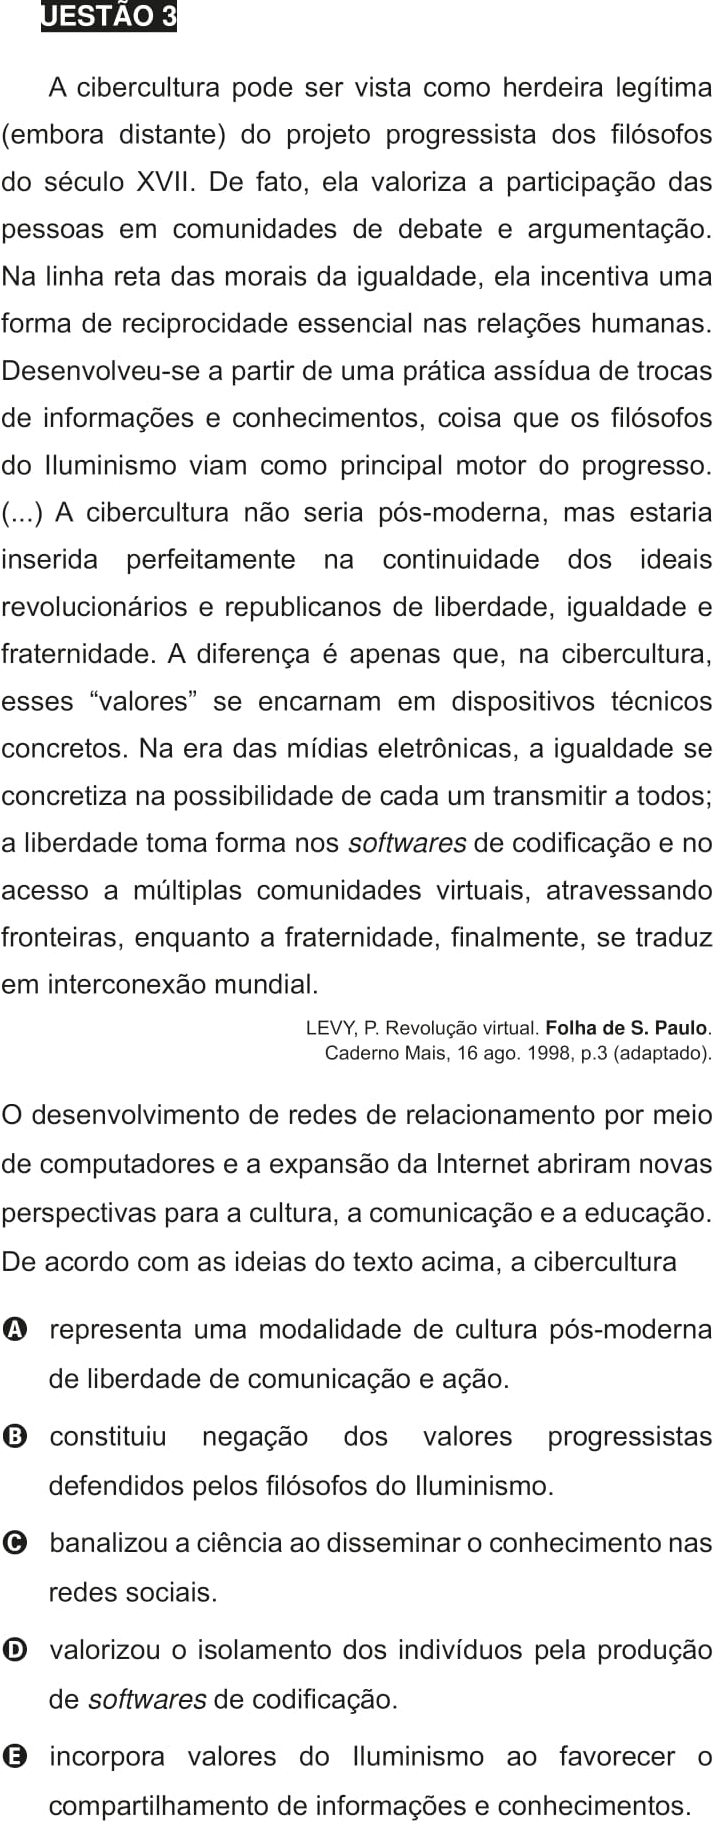 UESTÃO 3
A cibercultura pode ser vista como herdeira legítima
(embora distante) do projeto progressista dos filósofos
do século XVII. De fato, ela valoriza a participação das
pessoas em comunidades de debate e argumentação.
Na linha reta das morais da igualdade, ela incentiva uma
forma de reciprocidade essencial nas relações humanas.
Desenvolveu-se a partir de uma prática assídua de trocas
de informações e conhecimentos, coisa que os filósofos
do Iluminismo viam como principal motor do progresso.
(...) A cibercultura não seria pós-moderna, mas estaria
inserida perfeitamente na continuidade dos ideais
revolucionários e republicanos de liberdade, igualdade e
fraternidade. A diferença é apenas que, na cibercultura,
esses “valores” se encarnam em dispositivos técnicos
concretos. Na era das mídias eletrônicas, a igualdade se
concretiza na possibilidade de cada um transmitir a todos;
a liberdade toma forma nos softwares de codificação e no
acesso a múltiplas comunidades virtuais, atravessando
fronteiras, enquanto a fraternidade, finalmente, se traduz
em interconexão mundial.
LEVY, P. Revolução virtual. Folha de S. Paulo.
Caderno Mais, 16 ago. 1998, p.3 (adaptado).
O desenvolvimento de redes de relacionamento por meio
de computadores e a expansão da Internet abriram novas
perspectivas para a cultura, a comunicação e a educação.
De acordo com as ideias do texto acima, a cibercultura
A representa uma modalidade de cultura pós-moderna
de liberdade de comunicação e ação.
B constituiu negação dos valores progressistas
defendidos pelos filósofos do Iluminismo.
C banalizou a ciência ao disseminar o conhecimento nas
redes sociais.
D valorizou o isolamento dos indivíduos pela produção
de softwares de codificação.
E incorpora valores do Iluminismo ao favorecer o
compartilhamento de informações e conhecimentos.